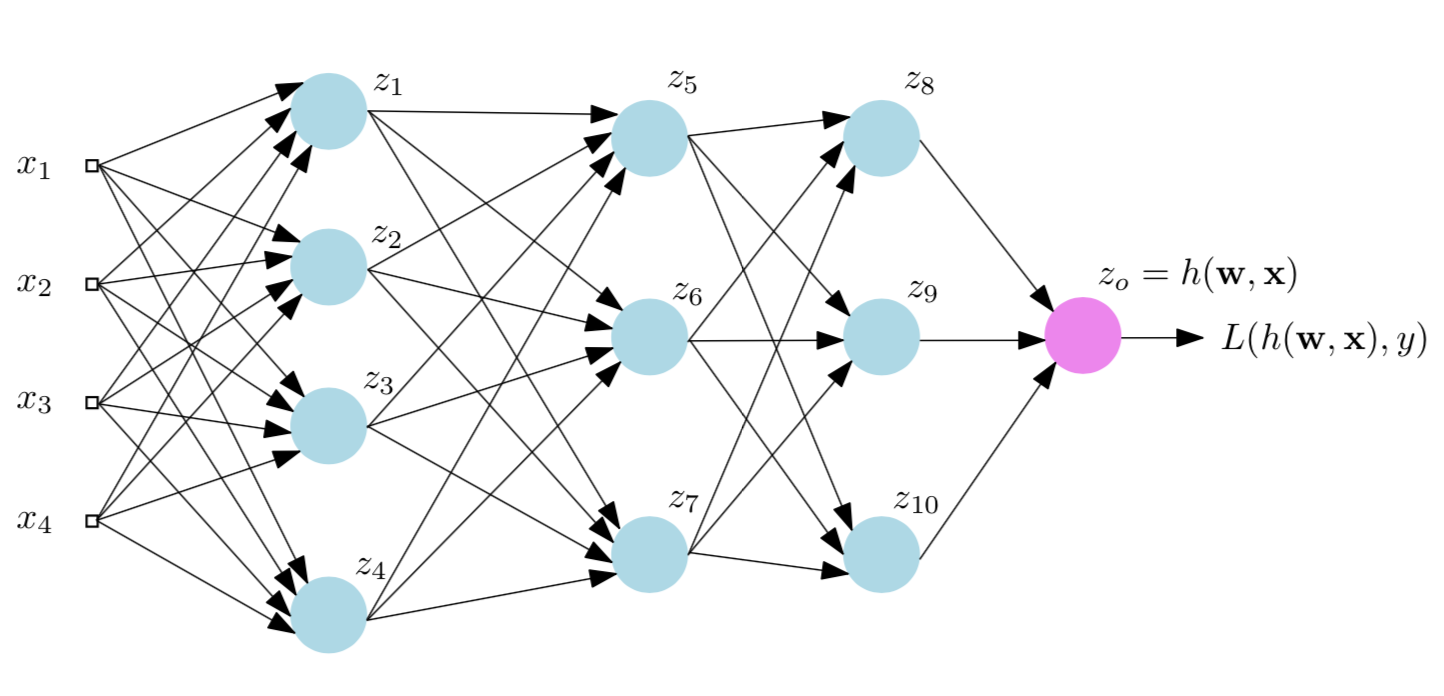 x₁
x₂
x₃
x₄
z₁
z₂
z₃
z₄
z₅
z₆
z₇
z₈
z₉
z₁₀
zₒ = h(w, x)
L(h(w, x), y)